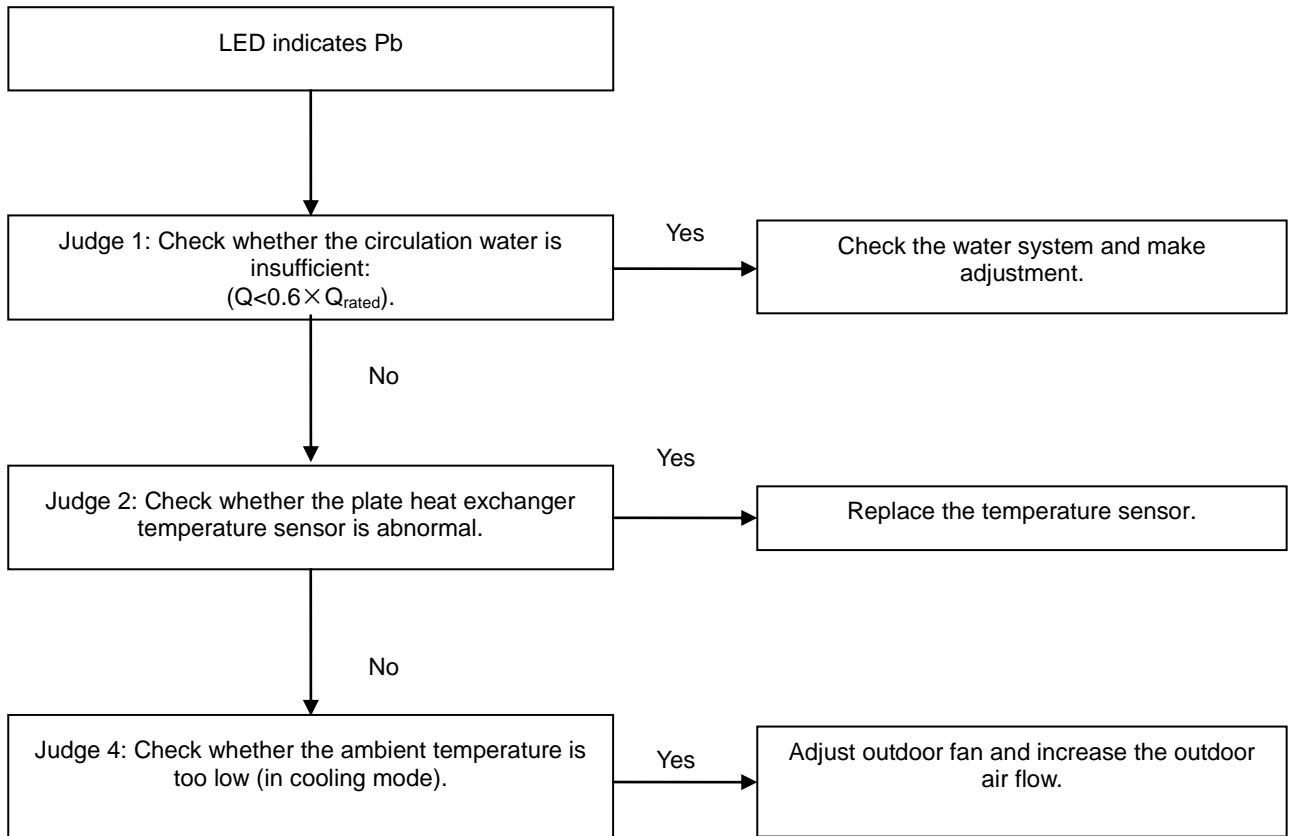 LED indicates Pb
Judge 1: Check whether the circulation water is
insufficient:
(Q<0.6×Qrated).
Yes
Check the water system and make
adjustment.
No
Judge 2: Check whether the plate heat exchanger
temperature sensor is abnormal.
Yes
Replace the temperature sensor.
No
Judge 4: Check whether the ambient temperature is
too low (in cooling mode).
Yes
Adjust outdoor fan and increase the outdoor
air flow.